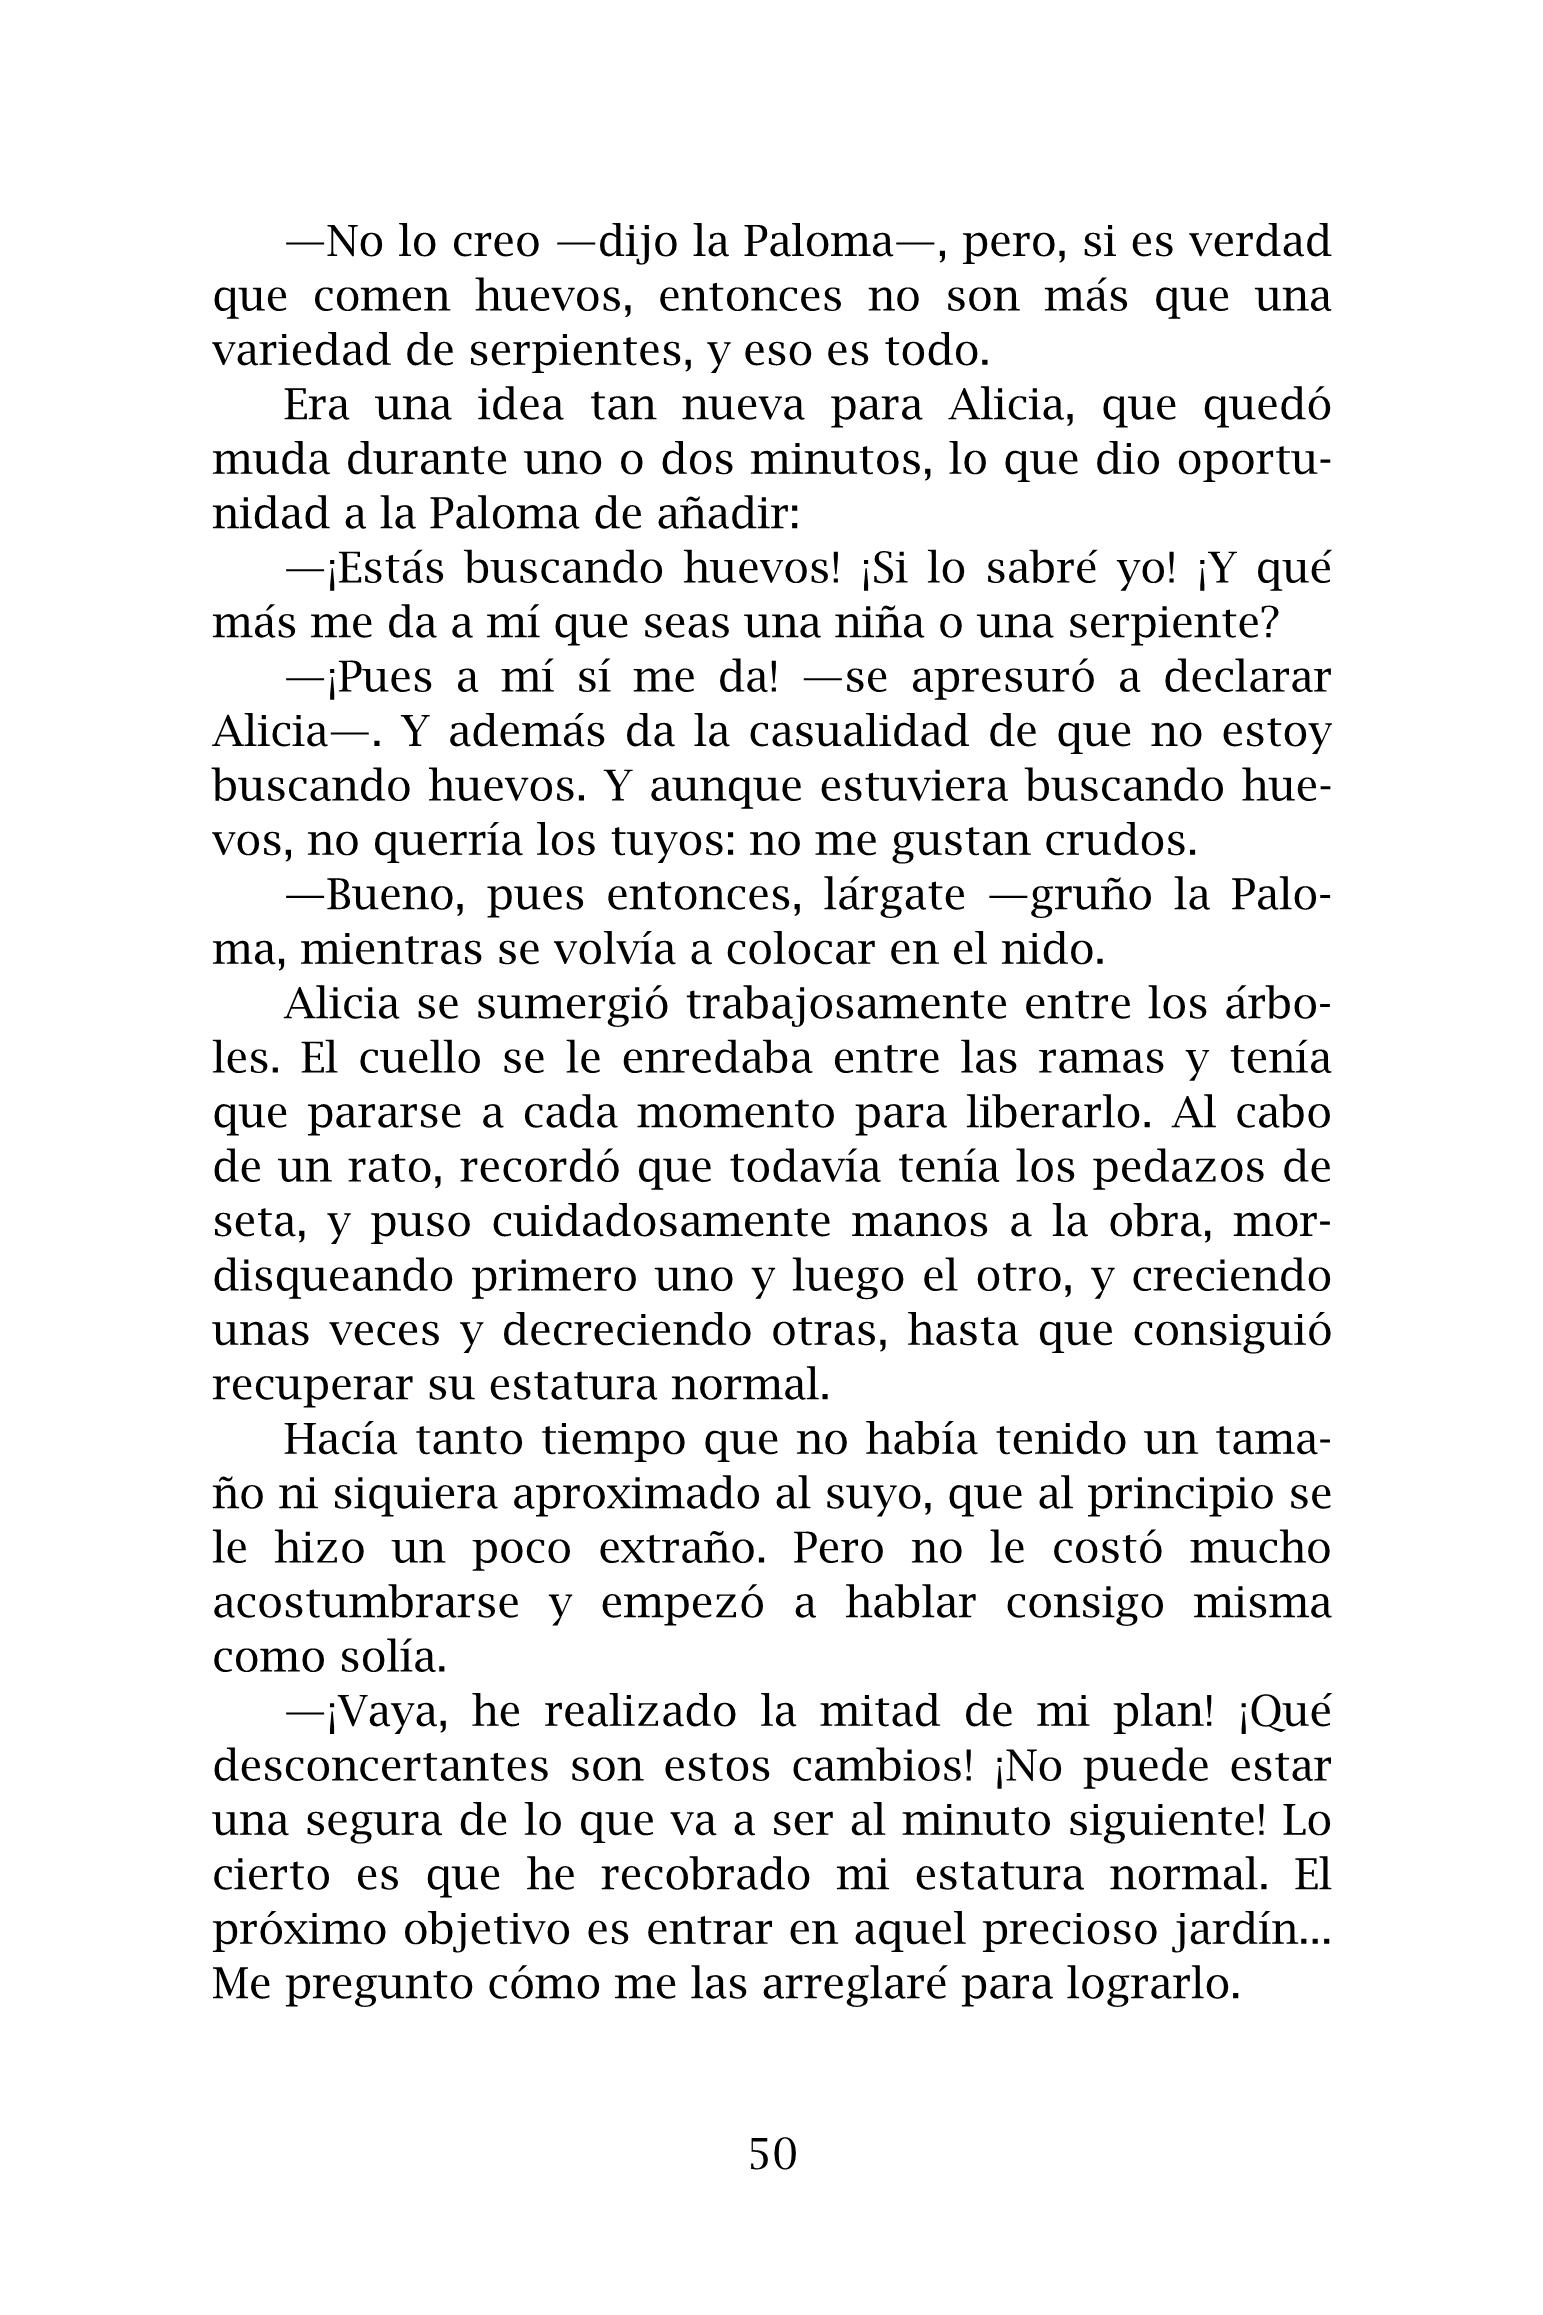 —No lo creo —dijo la Paloma—, pero, si es verdad
que comen huevos, entonces no son más que una
variedad de serpientes, y eso es todo.
Era una idea tan nueva para Alicia, que quedó
muda durante uno o dos minutos, lo que dio oportu-
nidad a la Paloma de añadir:
—¡Estás buscando huevos! ¡Si lo sabré yo! ¡Y qué
más me da a mí que seas una niña o una serpiente?
—¡Pues a mí sí me da! —se apresuró a declarar
Alicia—. Y además da la casualidad de que no estoy
buscando huevos. Y aunque estuviera buscando hue-
vos, no querría los tuyos: no me gustan crudos.
—Bueno, pues entonces, lárgate —gruño la Palo-
ma, mientras se volvía a colocar en el nido.
Alicia se sumergió trabajosamente entre los árbo-
les. El cuello se le enredaba entre las ramas y tenía
que pararse a cada momento para liberarlo. Al cabo
de un rato, recordó que todavía tenía los pedazos de
seta, y puso cuidadosamente manos a la obra, mor-
disqueando primero uno y luego el otro, y creciendo
unas veces y decreciendo otras, hasta que consiguió
recuperar su estatura normal.
Hacía tanto tiempo que no había tenido un tama-
ño ni siquiera aproximado al suyo, que al principio se
le hizo un poco extraño. Pero no le costó mucho
acostumbrarse y empezó a hablar consigo misma
como solía.
—¡Vaya, he realizado la mitad de mi plan! ¡Qué
desconcertantes son estos cambios! ¡No puede estar
una segura de lo que va a ser al minuto siguiente! Lo
cierto es que he recobrado mi estatura normal. El
próximo objetivo es entrar en aquel precioso jardín...
Me pregunto cómo me las arreglaré para lograrlo.
50